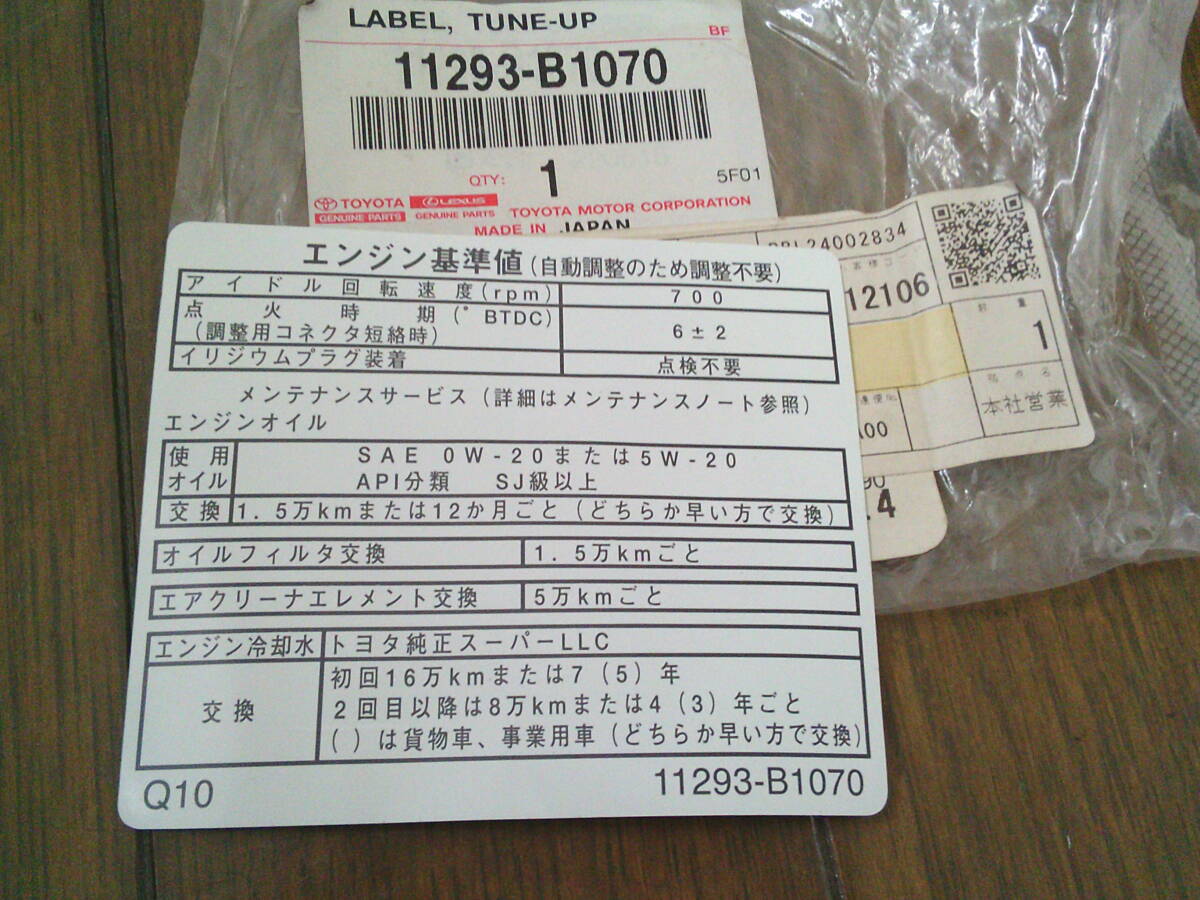 LABEL, TUNE-UP
BF
11293-B1070
QTY: 1 5F01
TOYOTA LEXUS
GENUINE PARTS GENUINE PARTS TOYOTA MOTOR CORPORATION
MADE IN JAPAN
24002834
12106
数量
1
拠点名
本社営業
00
90
.4
エンジン基準値(自動調整のため調整不要)
アイドル回転速度(rpm) 700
点火時期(°BTDC)
(調整用コネクタ短絡時) 6±2
イリジウムプラグ装着 点検不要
メンテナンスサービス(詳細はメンテナンスノート参照)
エンジンオイル
使用 SAE 0W-20または5W-20
オイル API分類 SJ級以上
交換 1.5万kmまたは12か月ごと(どちらか早い方で交換)
オイルフィルタ交換 1.5万kmごと
エアクリーナエレメント交換 5万kmごと
エンジン冷却水 トヨタ純正スーパーLLC
交換 初回16万kmまたは7(5)年
2回目以降は8万kmまたは4(3)年ごと
( )は貨物車、事業用車(どちらか早い方で交換)
Q10 11293-B1070